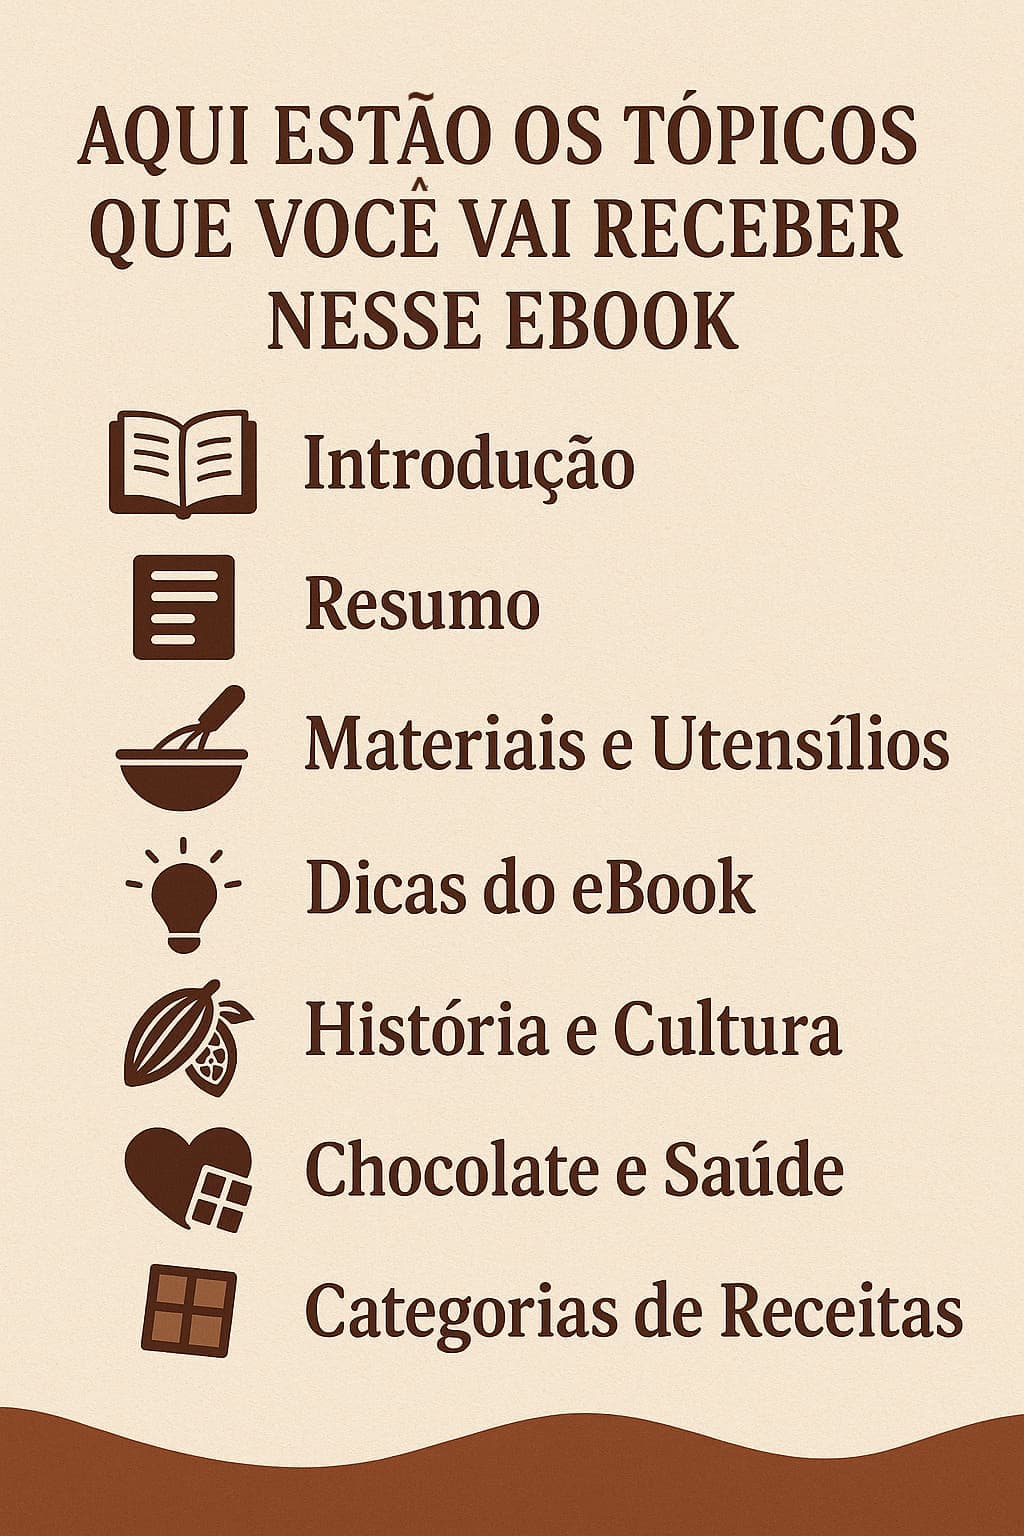 AQUI ESTÃO OS TÓPICOS
QUE VOCÊ VAI RECEBER
NESSE EBOOK
Introdução
Resumo
Materiais e Utensílios
Dicas do eBook
História e Cultura
Chocolate e Saúde
Categorias de Receitas